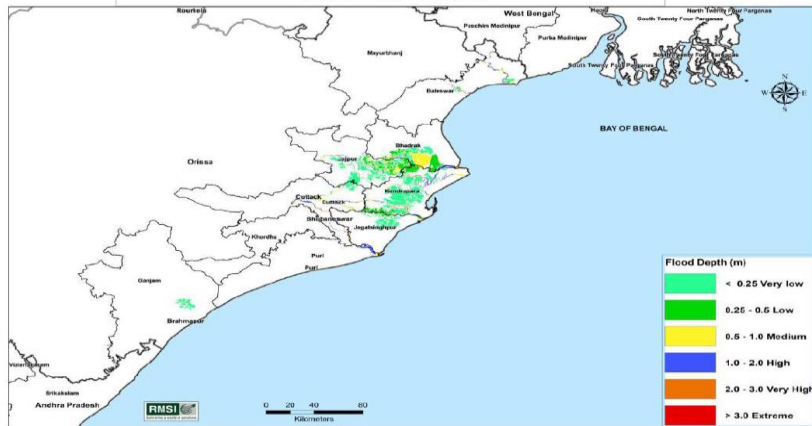 Rourkela
West Bengal
Paschim Medinipur
Purba Medinipur
North Twenty Four Parganas
South Twenty Four Parganas
South Twenty Four Parganas
Mayurbhanj
Baleswar
N
W E
S
BAY OF BENGAL
Bhadrak
Orissa
Jajpur
Kendrapara
Cuttack
Cuttack
Bhubaneswar
Jagatsinghpur
Khordha
Puri
Puri
Ganjam
Brahmapur
Vizianagaram
Srikakulam
Andhra Pradesh
RMSI
0 20 40 80
Kilometers
Flood Depth (m)
< 0.25 Very low
0.25 - 0.5 Low
0.5 - 1.0 Medium
1.0 - 2.0 High
2.0 - 3.0 Very High
> 3.0 Extreme